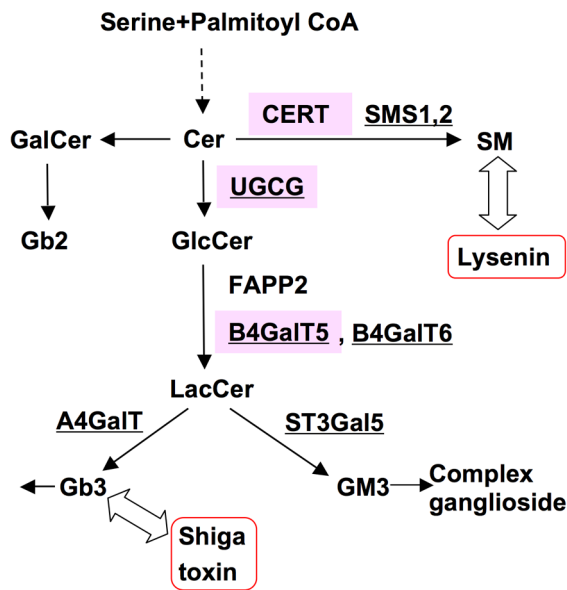 Serine+Palmitoyl CoA
CERT SMS1,2
GalCer Cer SM
UGCG
Gb2 GlcCer Lysenin
FAPP2
B4GalT5 , B4GalT6
LacCer
A4GalT ST3Gal5
Gb3 GM3 Complex
ganglioside
Shiga
toxin